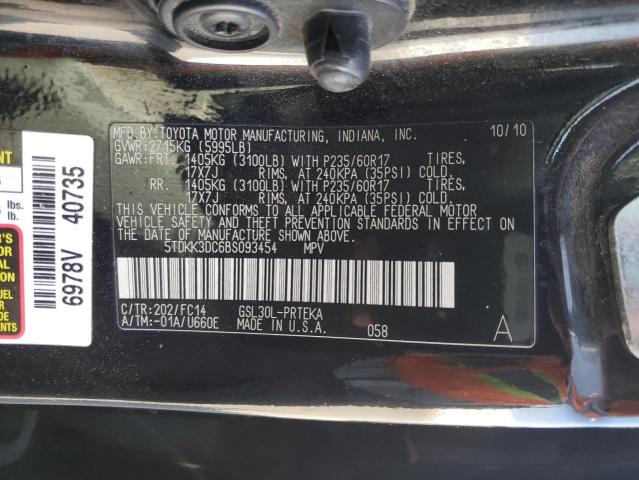 MFD.BY:TOYOTA MOTOR MANUFACTURING, INDIANA, INC. 10/10
GVWR:2715KG (5995LB)
GAWR:FRT. 1405KG (3100LB) WITH P235/60R17 TIRES,
17X7J RIMS, AT 240KPA (35PSI) COLD.
RR. 1405KG (3100LB) WITH P235/60R17 TIRES,
17X7J RIMS, AT 240KPA (35PSI) COLD.
THIS VEHICLE CONFORMS TO ALL APPLICABLE FEDERAL MOTOR
VEHICLE SAFETY AND THEFT PREVENTION STANDARDS IN EFFECT ON
THE DATE OF MANUFACTURE SHOWN ABOVE.
5TDKK3DC6BS093454 MPV
C/TR:202/FC14 GSL30L-PRTEKA
A/TM:-01A/U660E MADE IN U.S.A. 058 A
lbs.
lb.
6978V 40735